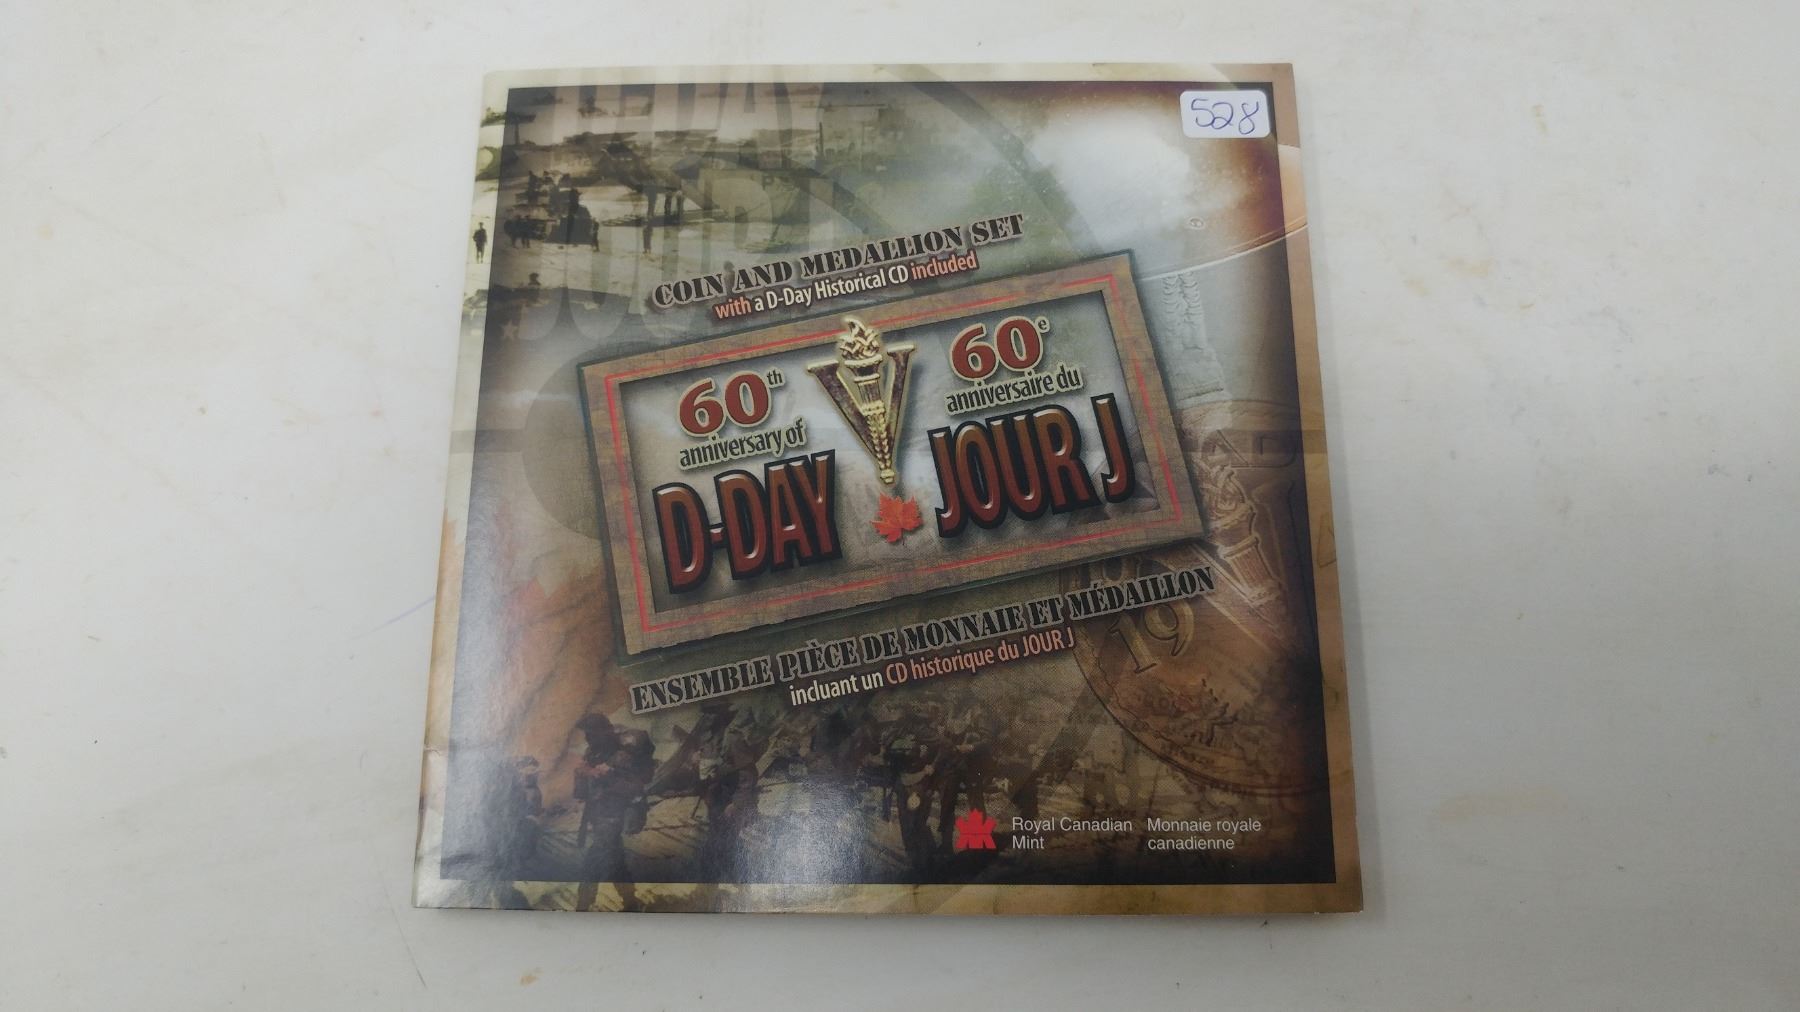 528
COIN AND MEDALLION SET
with a D-Day Historical CD included
60th
anniversary of
D-DAY
60e
anniversaire du
JOUR J
ENSEMBLE PIÈCE DE MONNAIE ET MÉDAILLON
incluant un CD historique du JOUR J
Royal Canadian
Mint
Monnaie royale
canadienne